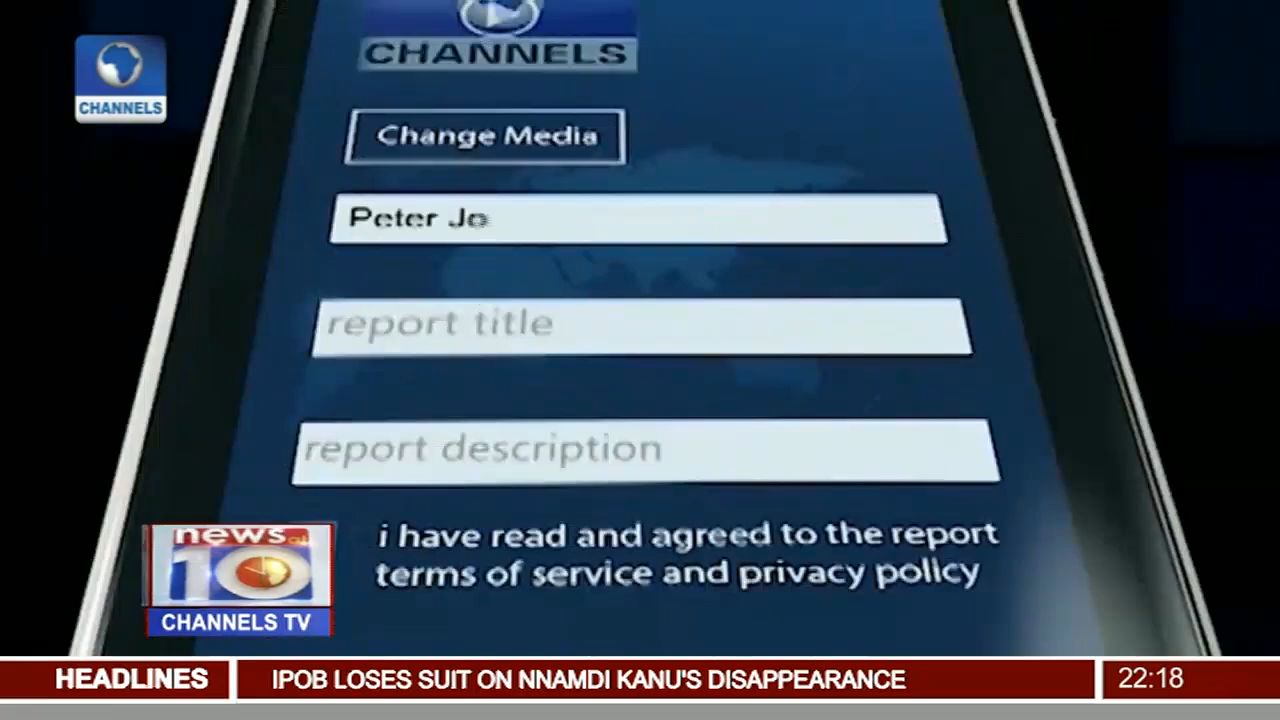 CHANNELS
CHANNELS
Change Media
Peter Jo
report title
report description
i have read and agreed to the report
terms of service and privacy policy
news at
10
CHANNELS TV
HEADLINES
IPOB LOSES SUIT ON NNAMDI KANU'S DISAPPEARANCE
22:18